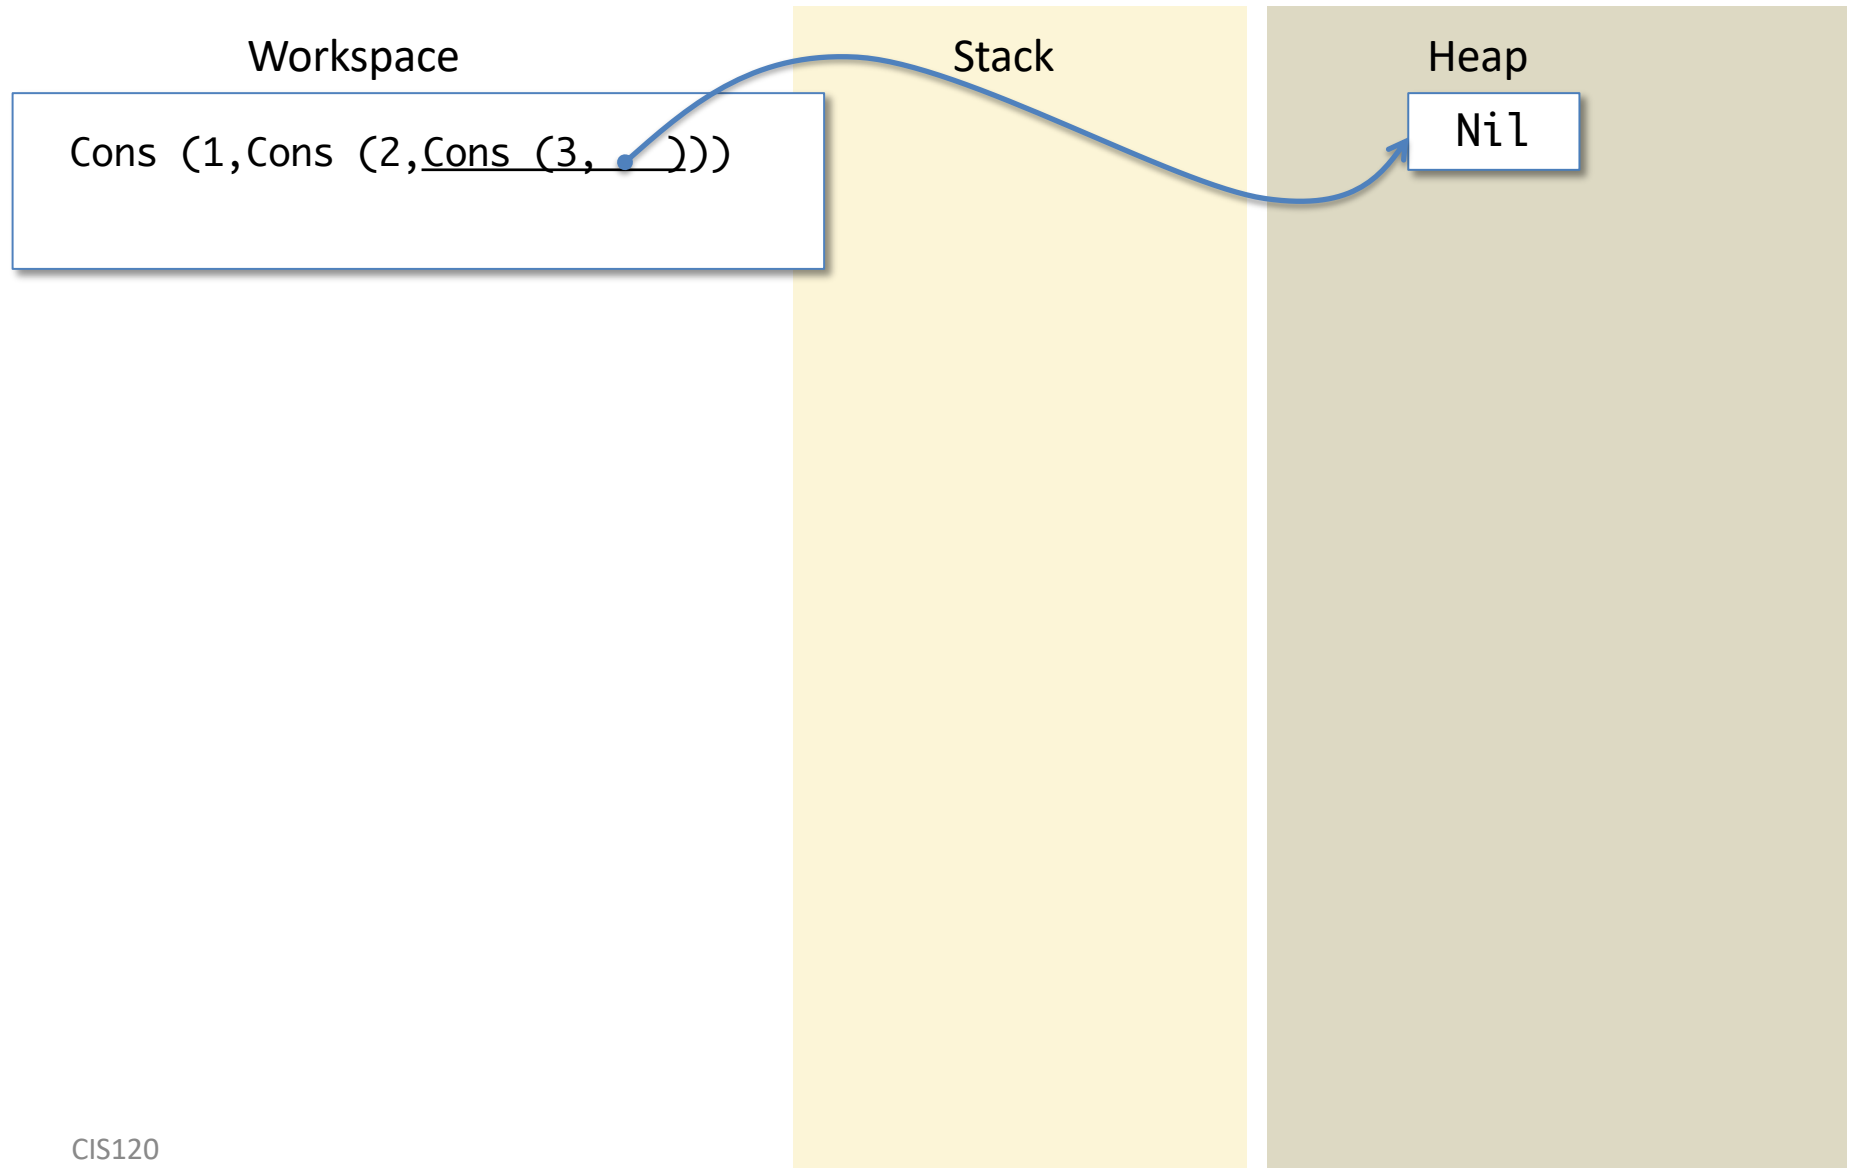 Workspace
Stack
Heap
Cons (1,Cons (2,Cons (3,   )))
Nil
CIS120